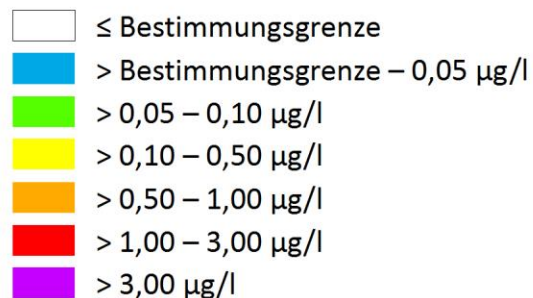 ≤ Bestimmungsgrenze
> Bestimmungsgrenze – 0,05 µg/l
> 0,05 – 0,10 µg/l
> 0,10 – 0,50 µg/l
> 0,50 – 1,00 µg/l
> 1,00 – 3,00 µg/l
> 3,00 µg/l